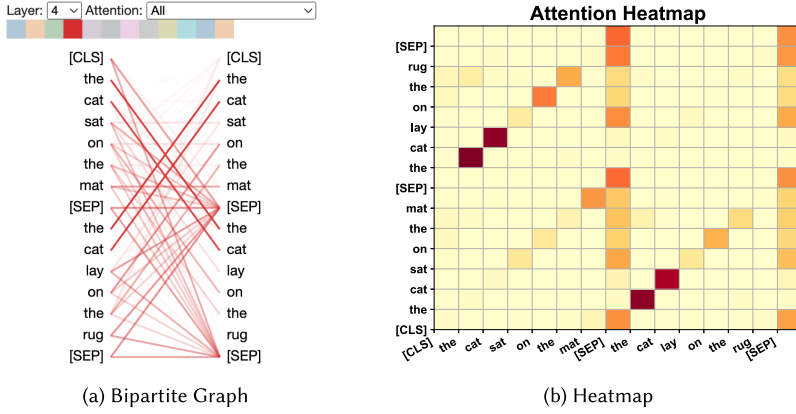 Layer: 4 Attention: All
[CLS] [CLS]
the the
cat cat
sat sat
on on
the the
mat mat
[SEP] [SEP]
the the
cat cat
lay lay
on on
the the
rug rug
[SEP] [SEP]
(a) Bipartite Graph
Attention Heatmap
[SEP]
rug
the
on
lay
cat
the
[SEP]
mat
the
on
sat
cat
the
[CLS]
[CLS] the cat sat on the mat [SEP] the cat lay on the rug [SEP]
(b) Heatmap